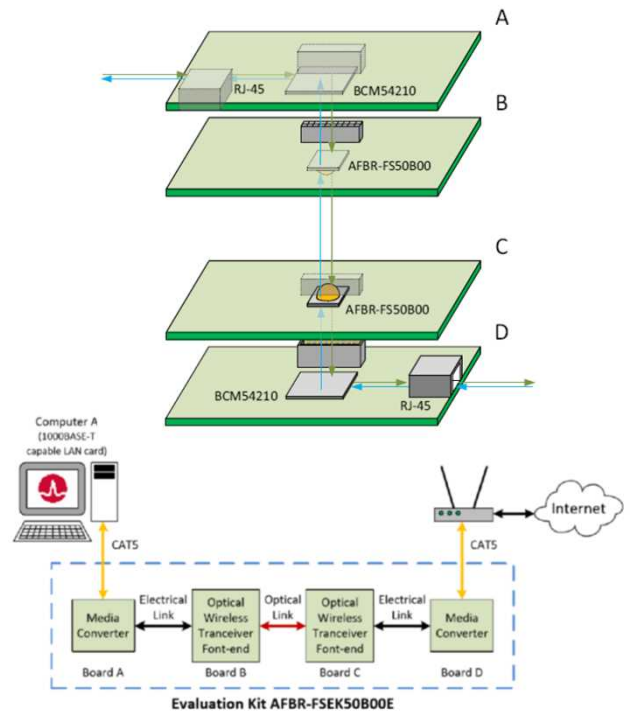 A
RJ-45
BCM54210
B
AFBR-FS50B00
C
AFBR-FS50B00
D
BCM54210
RJ-45
Computer A
(1000BASE-T
capable LAN card)
CAT5
CAT5
Internet
Media
Converter
Electrical
Link
Optical
Wireless
Tranceiver
Font-end
Optical
Link
Optical
Wireless
Tranceiver
Font-end
Electrical
Link
Media
Converter
Board A
Board B
Board C
Board D
Evaluation Kit AFBR-FSEK50B00E